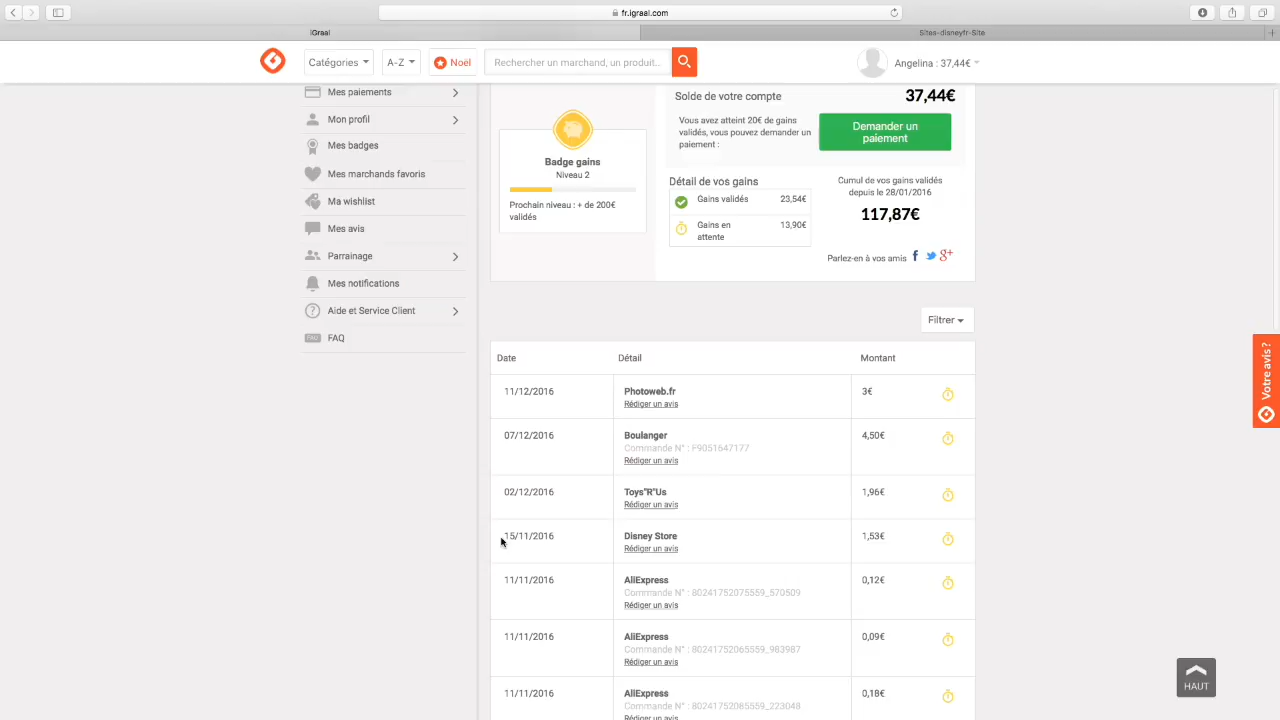 fr.igraal.com
iGraal
Sites-disneyfr-Site
Catégories
A-Z
Noël
Rechercher un marchand, un produit...
Angelina : 37,44€
Mes paiements
Mon profil
Mes badges
Mes marchands favoris
Ma wishlist
Mes avis
Parrainage
Mes notifications
Aide et Service Client
FAQ
FAQ
Badge gains
Niveau 2
Prochain niveau : + de 200€
validés
Solde de votre compte
37,44€
Vous avez atteint 20€ de gains
validés, vous pouvez demander un
paiement :
Demander un
paiement
Détail de vos gains
Gains validés
23,54€
Gains en
attente
13,90€
Cumul de vos gains validés
depuis le 28/01/2016
117,87€
Parlez-en à vos amis
Filtrer
Votre avis ?
Date
Détail
Montant
11/12/2016
Photoweb.fr
3€
Rédiger un avis
07/12/2016
Boulanger
4,50€
Commande N° : F9051647177
Rédiger un avis
02/12/2016
Toys"R"Us
1,96€
Rédiger un avis
15/11/2016
Disney Store
1,53€
Rédiger un avis
11/11/2016
AliExpress
0,12€
Commande N° : 80241752075559_570509
Rédiger un avis
11/11/2016
AliExpress
0,09€
Commande N° : 80241752065559_983987
Rédiger un avis
11/11/2016
AliExpress
0,18€
Commande N° : 80241752085559_223048
Rédiger un avis
HAUT